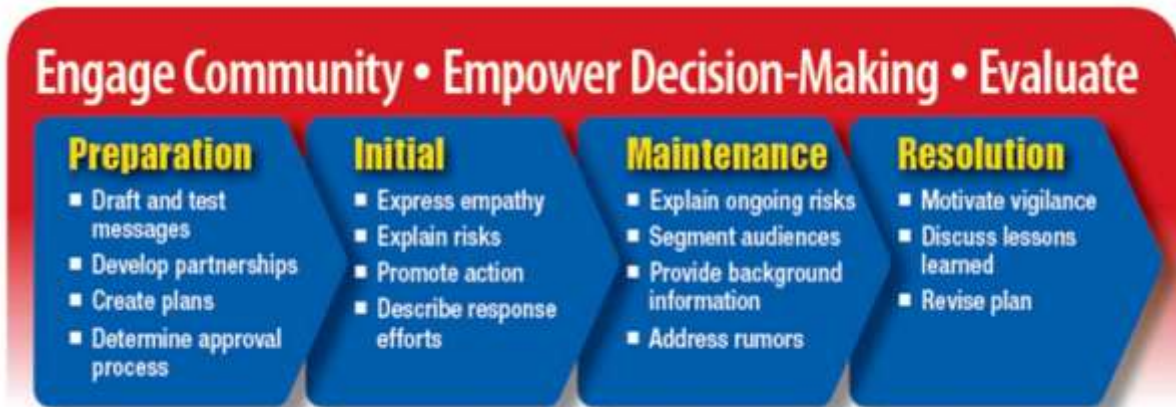 Engage Community • Empower Decision-Making • Evaluate
Preparation
▪ Draft and test
messages
▪ Develop partnerships
▪ Create plans
▪ Determine approval
process
Initial
▪ Express empathy
▪ Explain risks
▪ Promote action
▪ Describe response
efforts
Maintenance
▪ Explain ongoing risks
▪ Segment audiences
▪ Provide background
information
▪ Address rumors
Resolution
▪ Motivate vigilance
▪ Discuss lessons
learned
▪ Revise plan